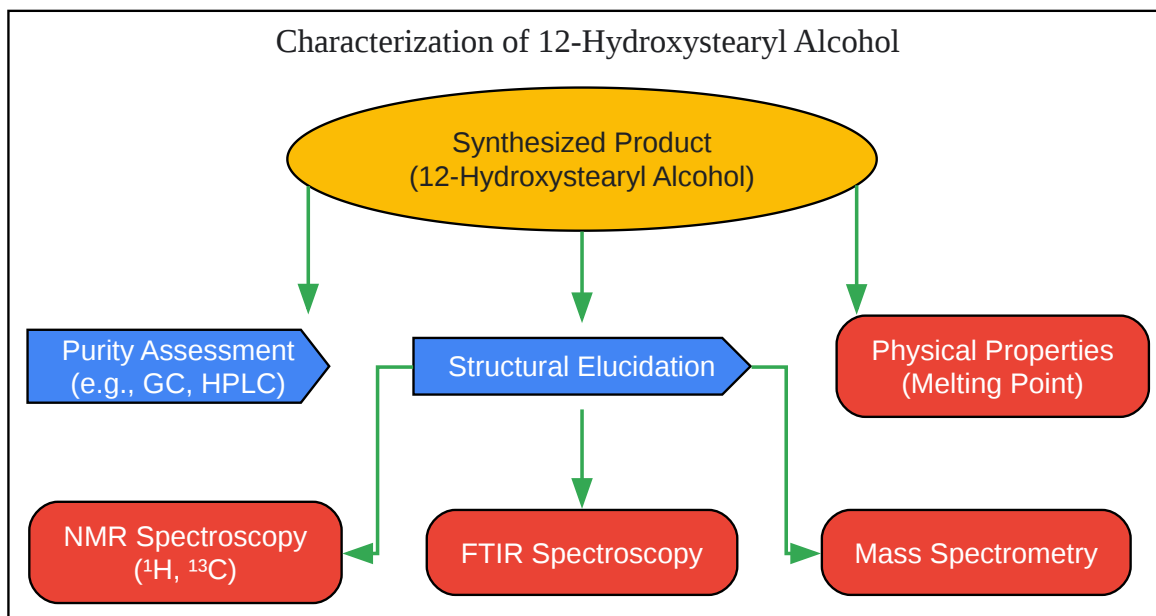 Characterization of 12-Hydroxystearyl Alcohol
Synthesized Product
(12-Hydroxystearyl Alcohol)
Purity Assessment
(e.g., GC, HPLC)
Structural Elucidation
Physical Properties
(Melting Point)
NMR Spectroscopy
(¹H, ¹³C)
FTIR Spectroscopy
Mass Spectrometry